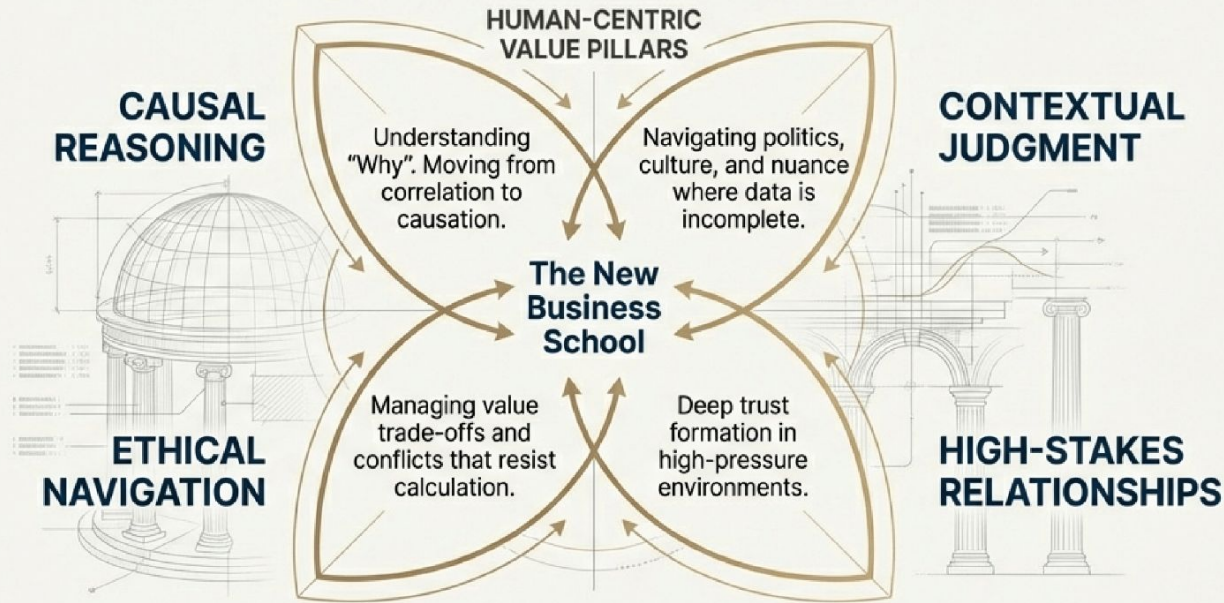 HUMAN-CENTRIC
VALUE PILLARS
CAUSAL
REASONING
Understanding
“Why”. Moving from
correlation to
causation.
CONTEXTUAL
JUDGMENT
Navigating politics,
culture, and nuance
where data is
incomplete.
The New
Business
School
ETHICAL
NAVIGATION
Managing value
trade-offs and
conflicts that resist
calculation.
HIGH-STAKES
RELATIONSHIPS
Deep trust
formation in
high-pressure
environments.